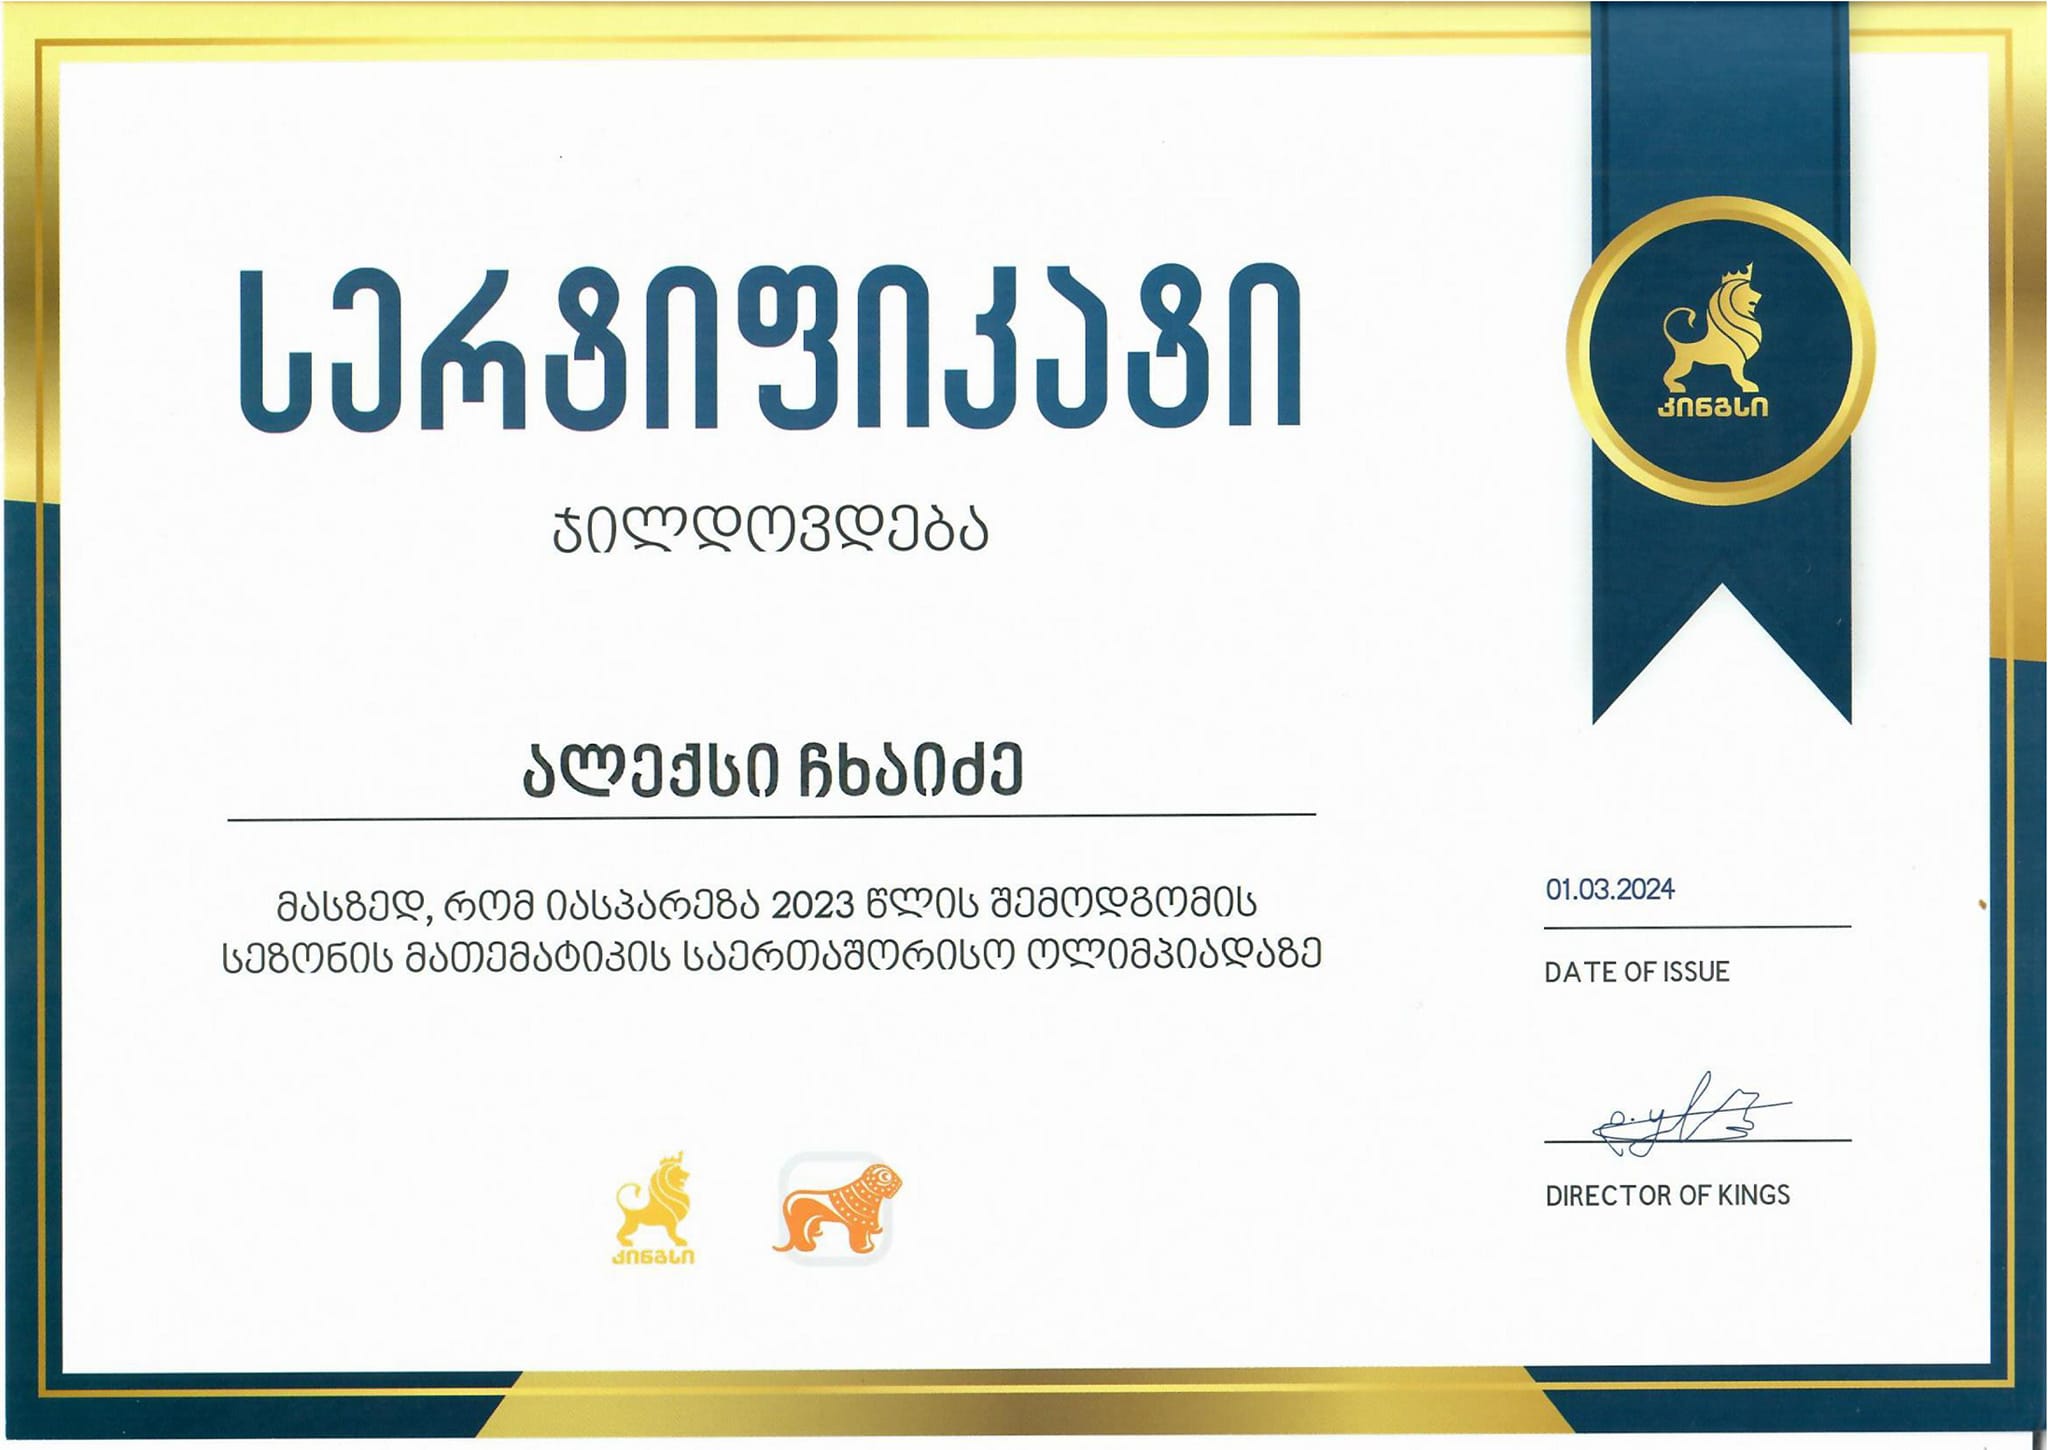 სერტიფიკატი
კინგსი
ჯილდოვდება
ალექსი ჩხაიძე
მასზედ, რომ იასპარეზა 2023 წლის შემოდგომის
სეზონის მათემატიკის საერთაშორისო ოლიმპიადაზე
01.03.2024
DATE OF ISSUE
DIRECTOR OF KINGS
კინგსი